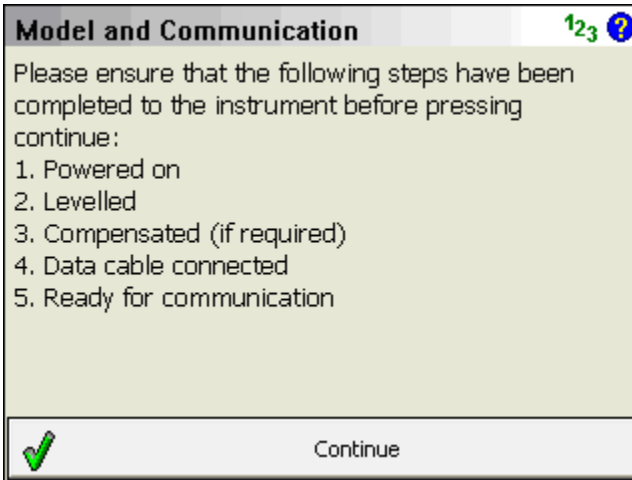 Model and Communication
123 ?
Please ensure that the following steps have been
completed to the instrument before pressing
continue:
1. Powered on
2. Levelled
3. Compensated (if required)
4. Data cable connected
5. Ready for communication
Continue